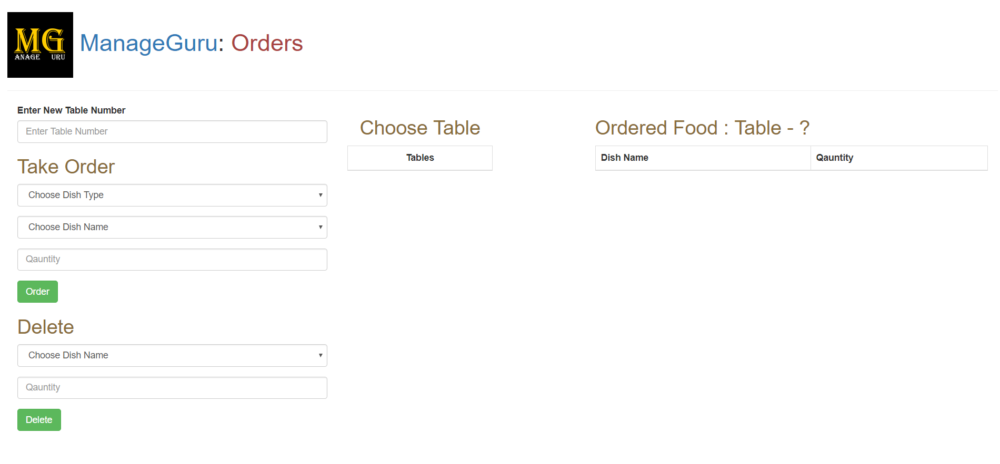 MG
ANAGE URU
ManageGuru: Orders
Enter New Table Number
Enter Table Number
Take Order
Choose Dish Type
Choose Dish Name
Qauntity
Order
Delete
Choose Dish Name
Qauntity
Delete
Choose Table
Tables
Ordered Food : Table - ?
Dish Name Qauntity